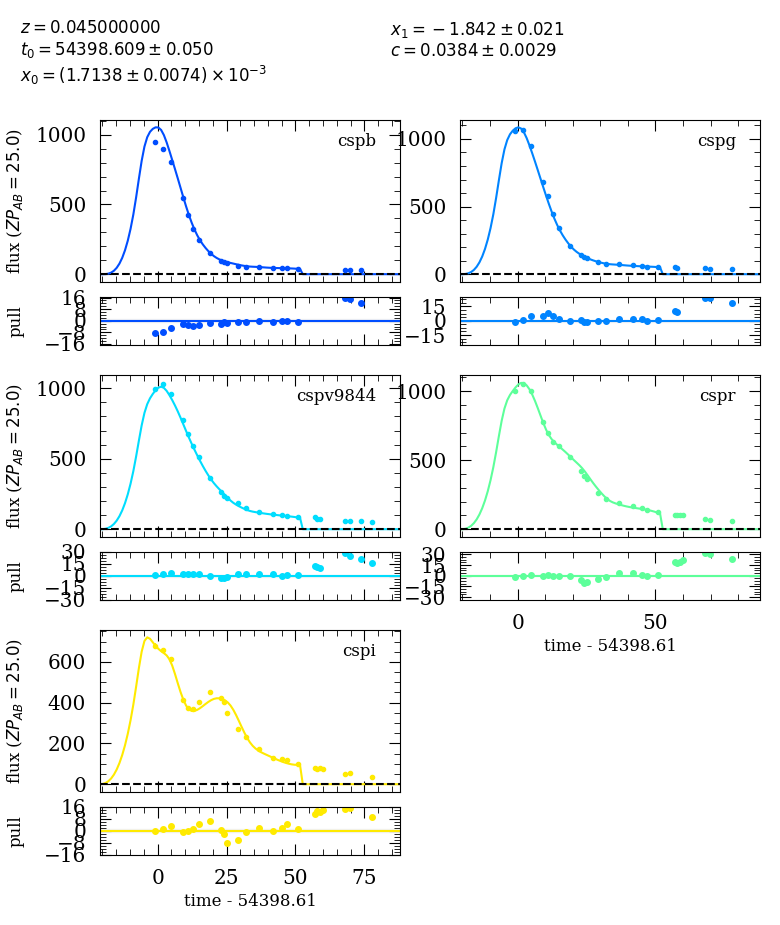 z = 0.045000000
t₀ = 54398.609 ± 0.050
x₀ = (1.7138 ± 0.0074) × 10⁻³
x₁ = −1.842 ± 0.021
c = 0.0384 ± 0.0029
flux (ZP_AB = 25.0)
1000
500
0
cspb
1000
500
0
cspg
pull
16
8
0
−8
−16
15
0
−15
flux (ZP_AB = 25.0)
1000
500
0
cspv9844
1000
500
0
cspr
pull
30
15
0
−15
−30
30
15
0
−15
−30
0
50
time - 54398.61
flux (ZP_AB = 25.0)
600
400
200
0
cspi
pull
16
8
0
−8
−16
0
25
50
75
time - 54398.61